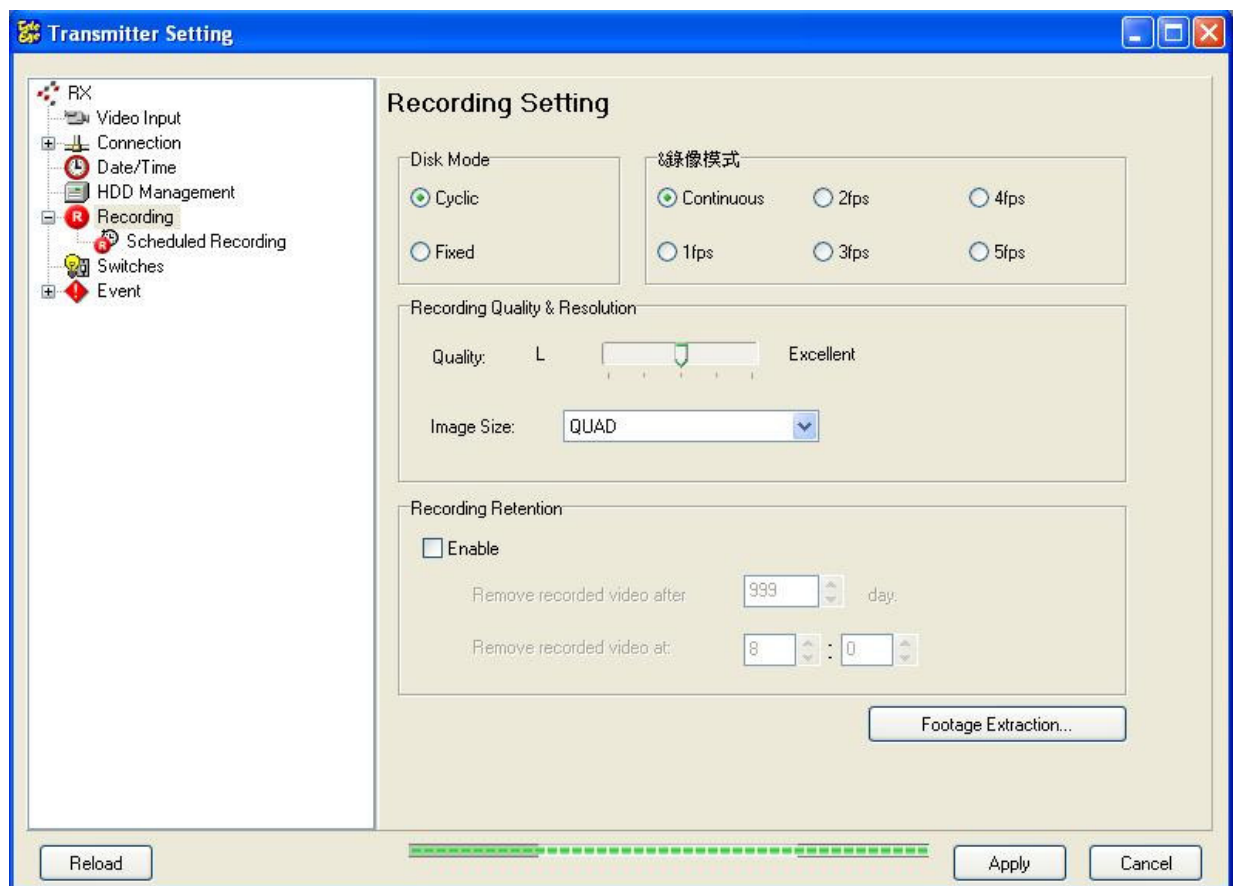 Transmitter Setting
RX
Video Input
Connection
Date/Time
HDD Management
Recording
Scheduled Recording
Switches
Event
Recording Setting
Disk Mode
Cyclic
Fixed
&錄像模式
Continuous 2fps 4fps
1fps 3fps 5fps
Recording Quality & Resolution
Quality: L Excellent
Image Size: QUAD
Recording Retention
Enable
Remove recorded video after 999 day.
Remove recorded video at: 8 : 0
Footage Extraction...
Reload Apply Cancel